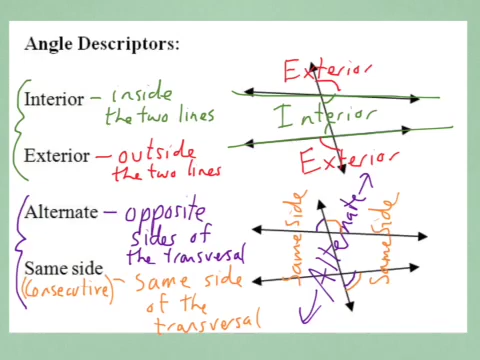 Angle Descriptors:
Interior – inside
the two lines
Exterior – outside
the two lines
Alternate – opposite
sides of
the transversal
Same side – Same side
(Consecutive) of the
transversal
Exterior
Interior
Exterior
Same side
Alternate
Same side